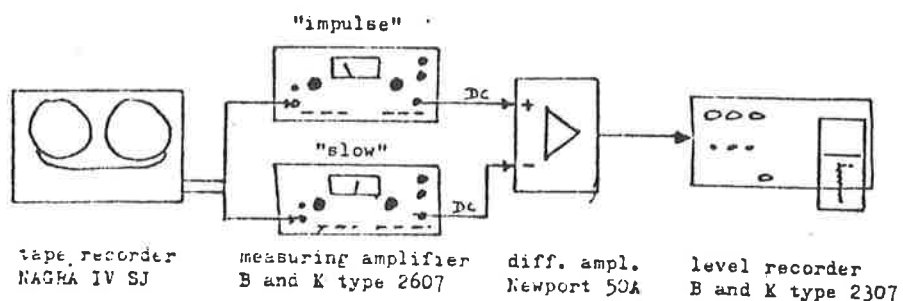 "impulse"
DC
+
"slow"
-
DC
tape recorder
NAGRA IV SJ
measuring amplifier
B and K type 2607
diff. ampl.
Newport 50A
level recorder
B and K type 2307